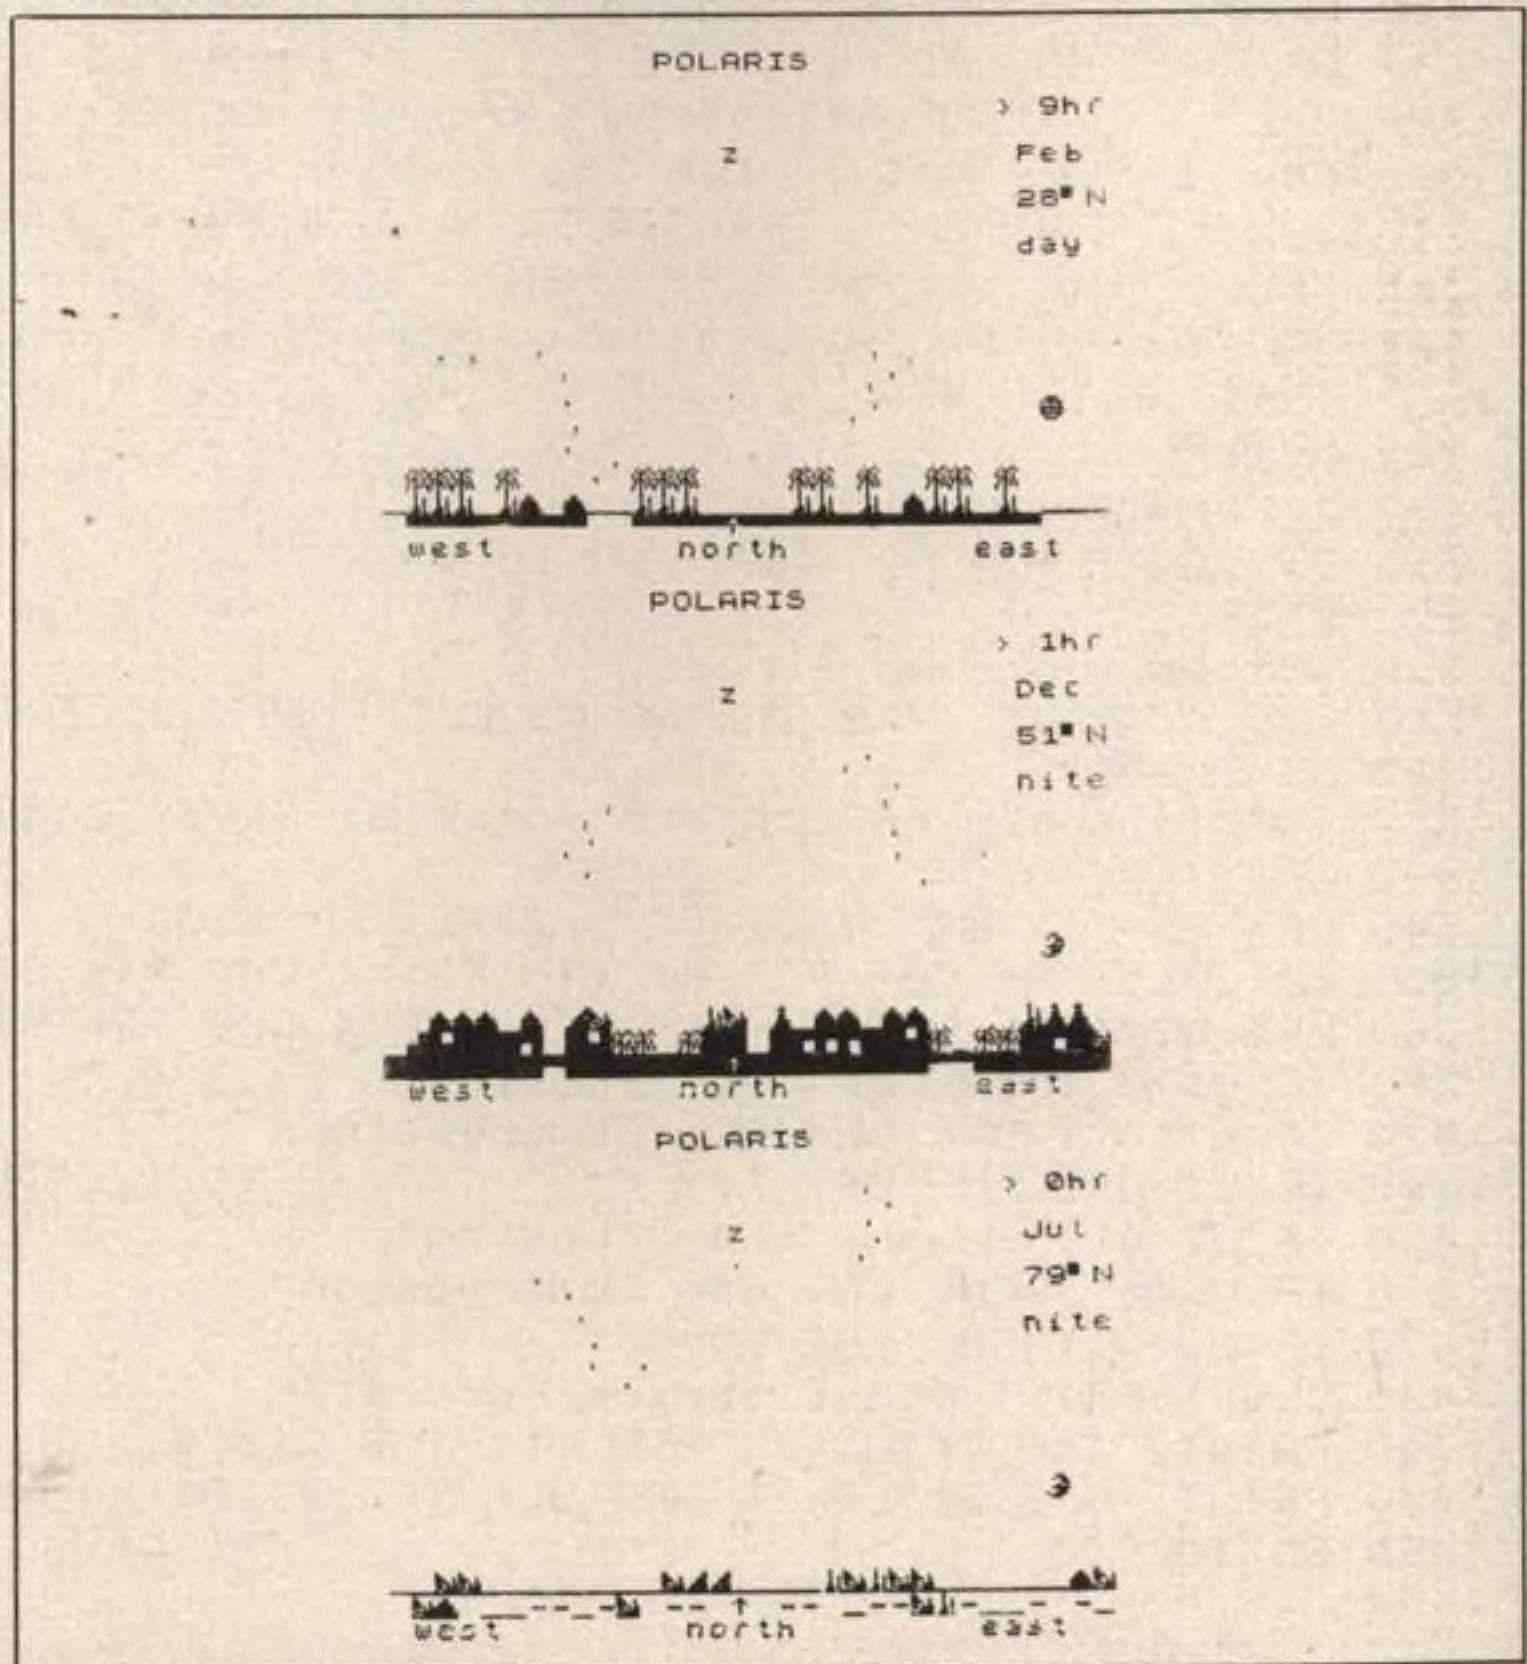 POLARIS
> 9hr
z
Feb
28° N
day
west north east
POLARIS
> 1hr
z
Dec
51° N
nite
west north east
POLARIS
> 0hr
z
Jul
79° N
nite
west north east